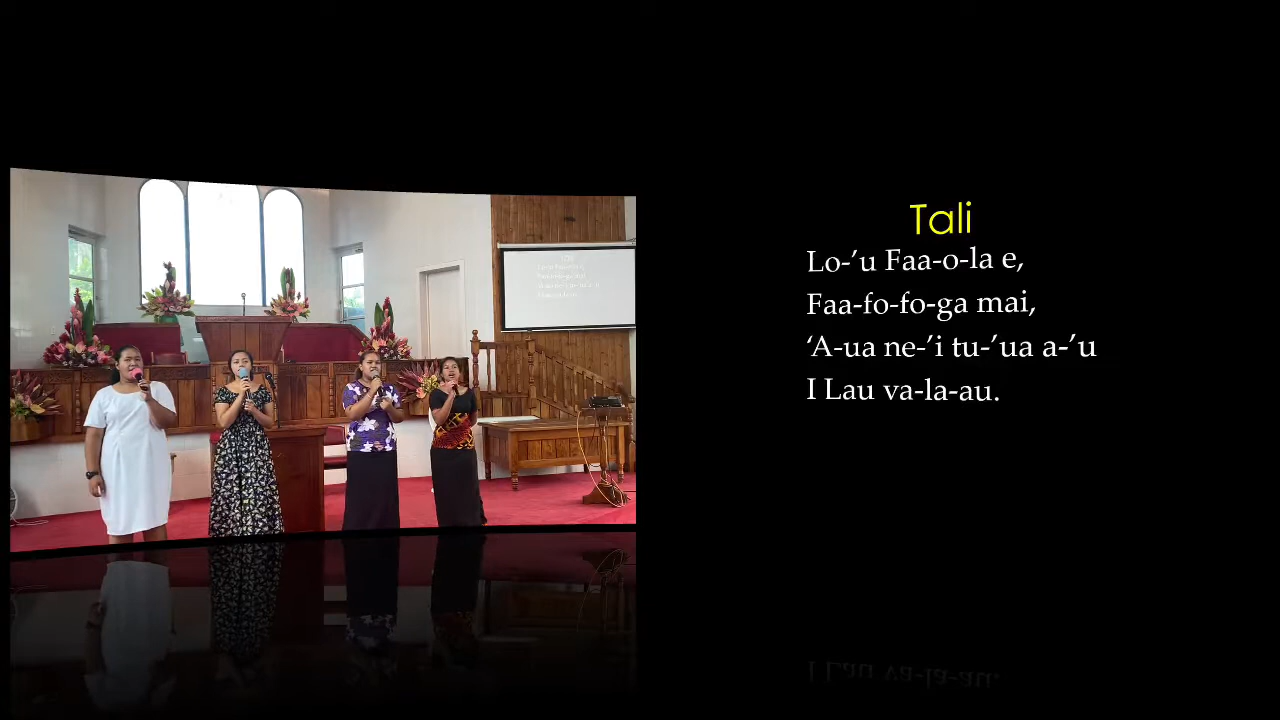 Tali
Lo-’u Faa-o-la e,
Faa-fo-fo-ga mai,
‘A-ua ne-’i tu-’ua a-’u
I Lau va-la-au.